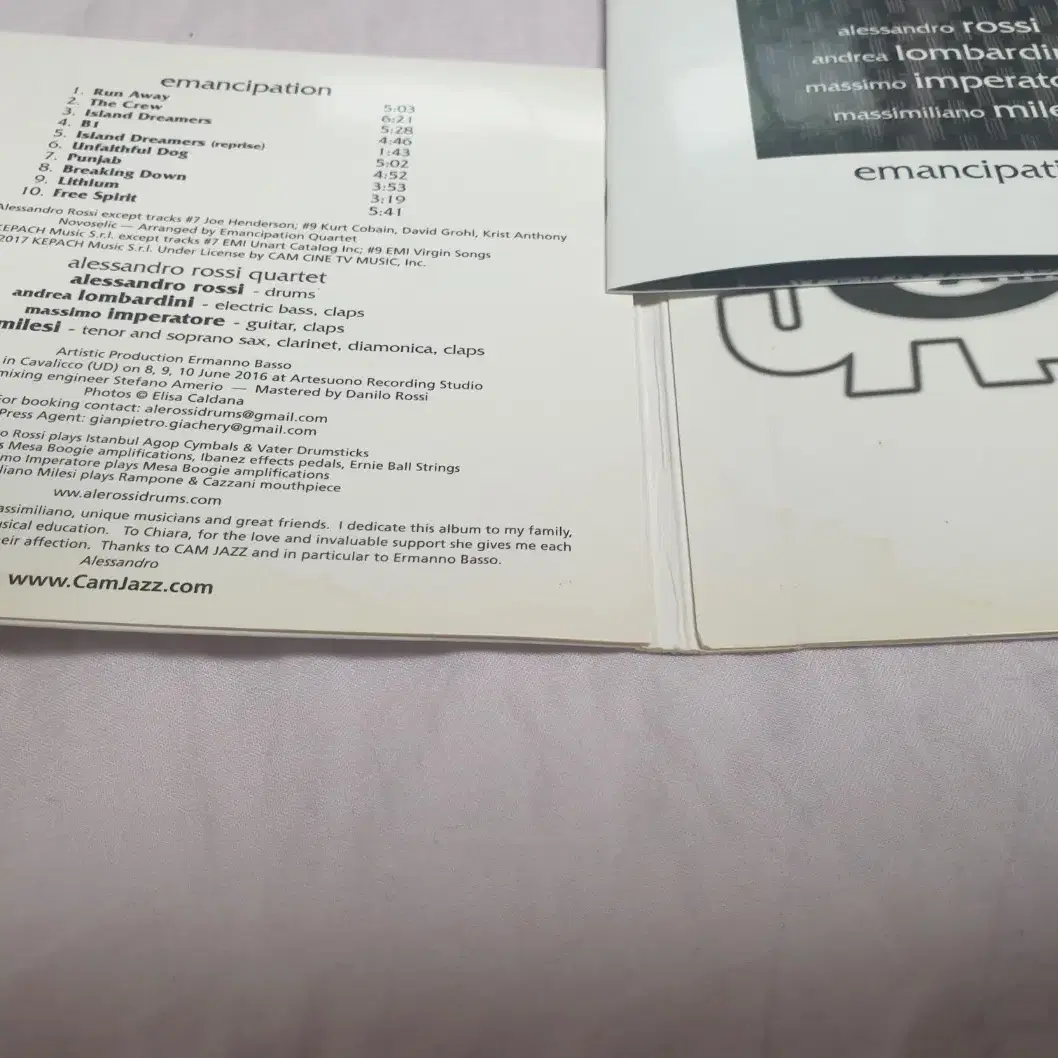 emancipation
1. Run Away 5:03
2. The Crew 6:21
3. Island Dreamers 5:28
4. B1 4:46
5. Island Dreamers (reprise) 1:43
6. Unfaithful Dog 5:02
7. Punjab 4:52
8. Breaking Down 3:53
9. Lithium 3:19
10. Free Spirit 5:41
Alessandro Rossi except tracks #7 Joe Henderson; #9 Kurt Cobain, David Grohl, Krist Anthony
Novoselic — Arranged by Emancipation Quartet
KEPACH Music S.r.l. except tracks #7 EMI Unart Catalog Inc; #9 EMI Virgin Songs
2017 KEPACH Music S.r.l. Under License by CAM CINE TV MUSIC, Inc.
alessandro rossi quartet
alessandro rossi - drums
andrea lombardini - electric bass, claps
massimo imperatore - guitar, claps
milesi - tenor and soprano sax, clarinet, diamonica, claps
Artistic Production Ermanno Basso
in Cavalicco (UD) on 8, 9, 10 June 2016 at Artesuono Recording Studio
mixing engineer Stefano Amerio — Mastered by Danilo Rossi
Photos © Elisa Caldana
For booking contact: alerossidrums@gmail.com
Press Agent: gianpietro.giachery@gmail.com
Rossi plays Istanbul Agop Cymbals & Vater Drumsticks
Mesa Boogie amplifications, Ibanez effects pedals, Ernie Ball Strings
mo Imperatore plays Mesa Boogie amplifications
liano Milesi plays Rampone & Cazzani mouthpiece
ww.alerossidrums.com
assimiliano, unique musicians and great friends. I dedicate this album to my family,
sical education. To Chiara, for the love and invaluable support she gives me each
eir affection. Thanks to CAM JAZZ and in particular to Ermanno Basso.
Alessandro
www.CamJazz.com
alessandro rossi
andrea lombardin
massimo imperato
massimiliano mile
emancipati